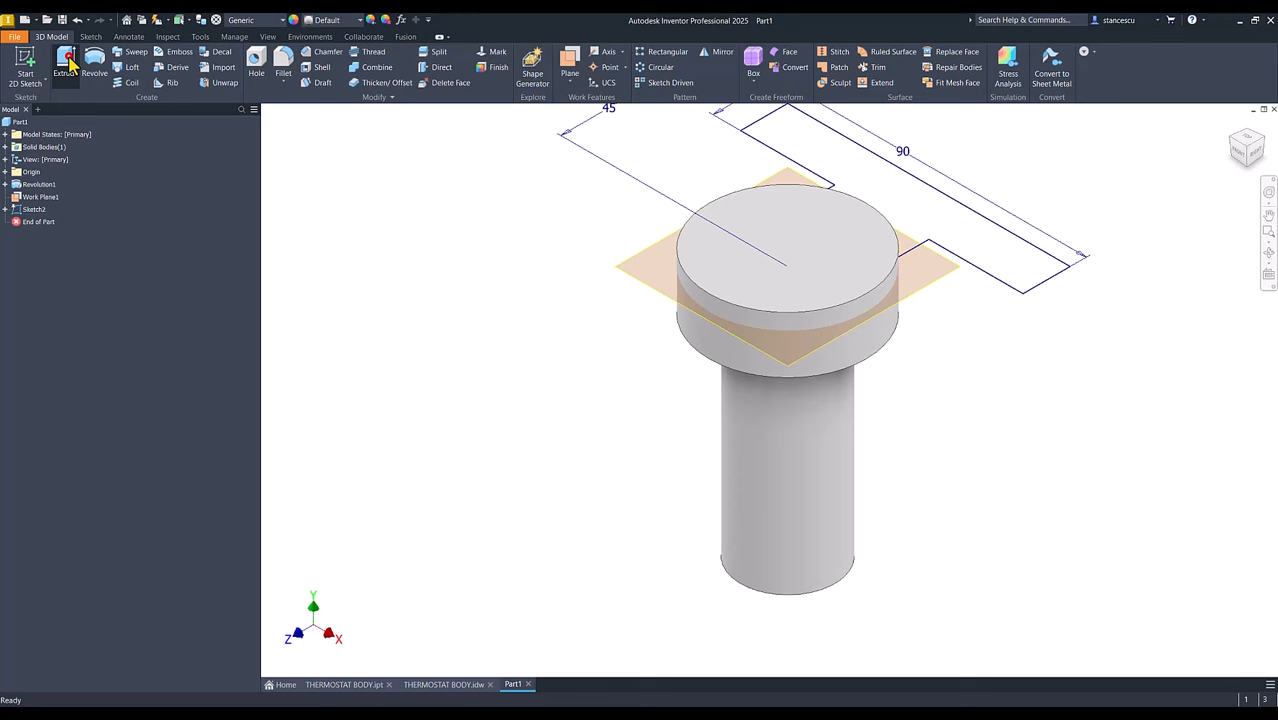 Generic
Default
fx
Autodesk Inventor Professional 2025 Part1
Search Help & Commands...
stancescu
File
3D Model
Sketch
Annotate
Inspect
Tools
Manage
View
Environments
Collaborate
Fusion
Start
2D Sketch
Extrude
Revolve
Sweep
Emboss
Decal
Loft
Derive
Import
Coil
Rib
Unwrap
Hole
Fillet
Chamfer
Thread
Split
Direct
Shell
Combine
Draft
Thicken/ Offset
Delete Face
Mark
Finish
Shape
Generator
Plane
Axis
Point
UCS
Rectangular
Mirror
Circular
Sketch Driven
Box
Face
Convert
Stitch
Ruled Surface
Replace Face
Patch
Trim
Repair Bodies
Sculpt
Extend
Fit Mesh Face
Stress
Analysis
Convert to
Sheet Metal
Sketch
Create
Modify
Explore
Work Features
Pattern
Create Freeform
Surface
Simulation
Convert
Model
Part1
Model States: [Primary]
Solid Bodies(1)
View: [Primary]
Origin
Revolution1
Work Plane1
Sketch2
End of Part
45
90
TOP
FRONT
RIGHT
Y
Z
X
Home
THERMOSTAT BODY.ipt
THERMOSTAT BODY.idw
Part1
Ready
1
3